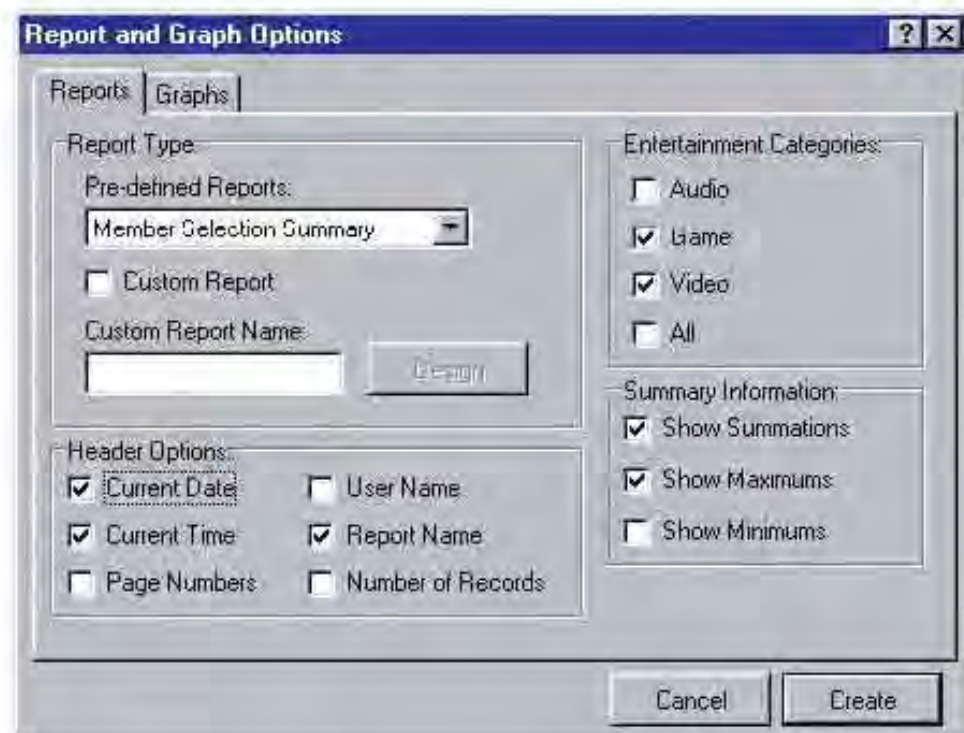 Report and Graph Options
Reports
Graphs
Report Type:
Pre-defined Reports:
Member Selection Summary
Custom Report
Custom Report Name:
Design
Header Options:
Current Date
User Name
Current Time
Report Name
Page Numbers
Number of Records
Entertainment Categories:
Audio
Game
Video
All
Summary Information:
Show Summations
Show Maximums
Show Minimums
Cancel
Create